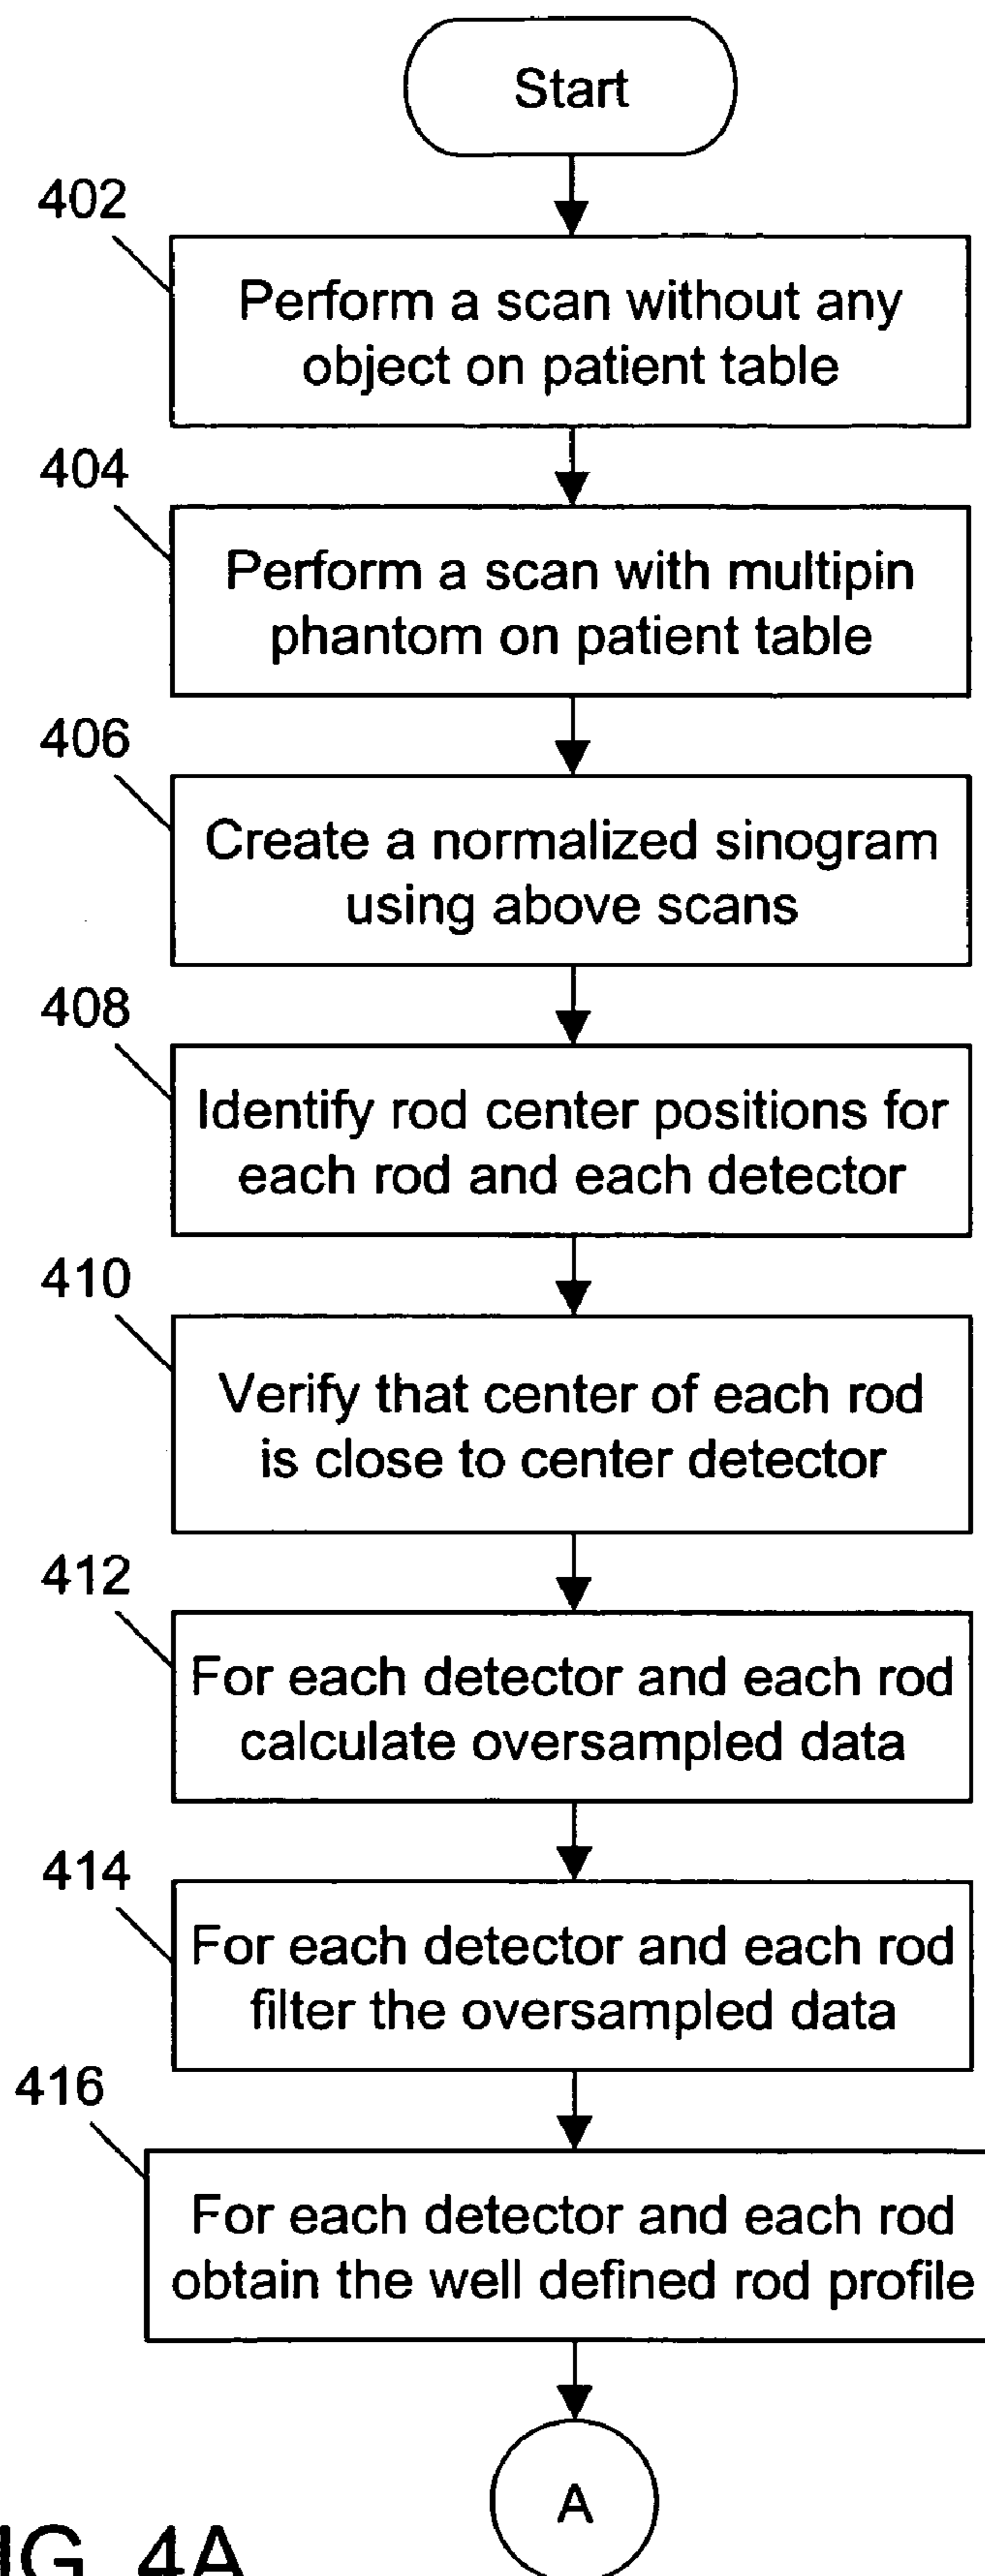 Start
402
Perform a scan without any
object on patient table
404
Perform a scan with multipin
phantom on patient table
406
Create a normalized sinogram
using above scans
408
Identify rod center positions for
each rod and each detector
410
Verify that center of each rod
is close to center detector
412
For each detector and each rod
calculate oversampled data
414
For each detector and each rod
filter the oversampled data
416
For each detector and each rod
obtain the well defined rod profile
A
IG. 4A